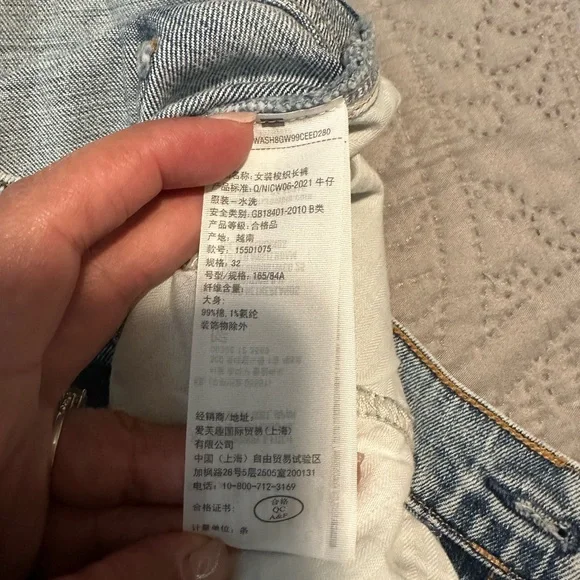 WASH8GW99CEED280
品名称: 女装梭织长裤
产品标准: Q/NICW06-2021 牛仔
服装-水洗
安全类别: GB18401-2010 B类
产品等级: 合格品
产地: 越南
款号: 15501075
规格: 32
号型/规格: 165/84A
纤维含量:
大身:
99%棉,1%氨纶
装饰物除外
经销商/地址:
爱芙趣国际贸易(上海)
有限公司
中国 (上海) 自由贸易试验区
加枫路26号5层2605室200131
电话:10-800-712-3169
合格证书:
合格
QC
A&F
计量单位: 条